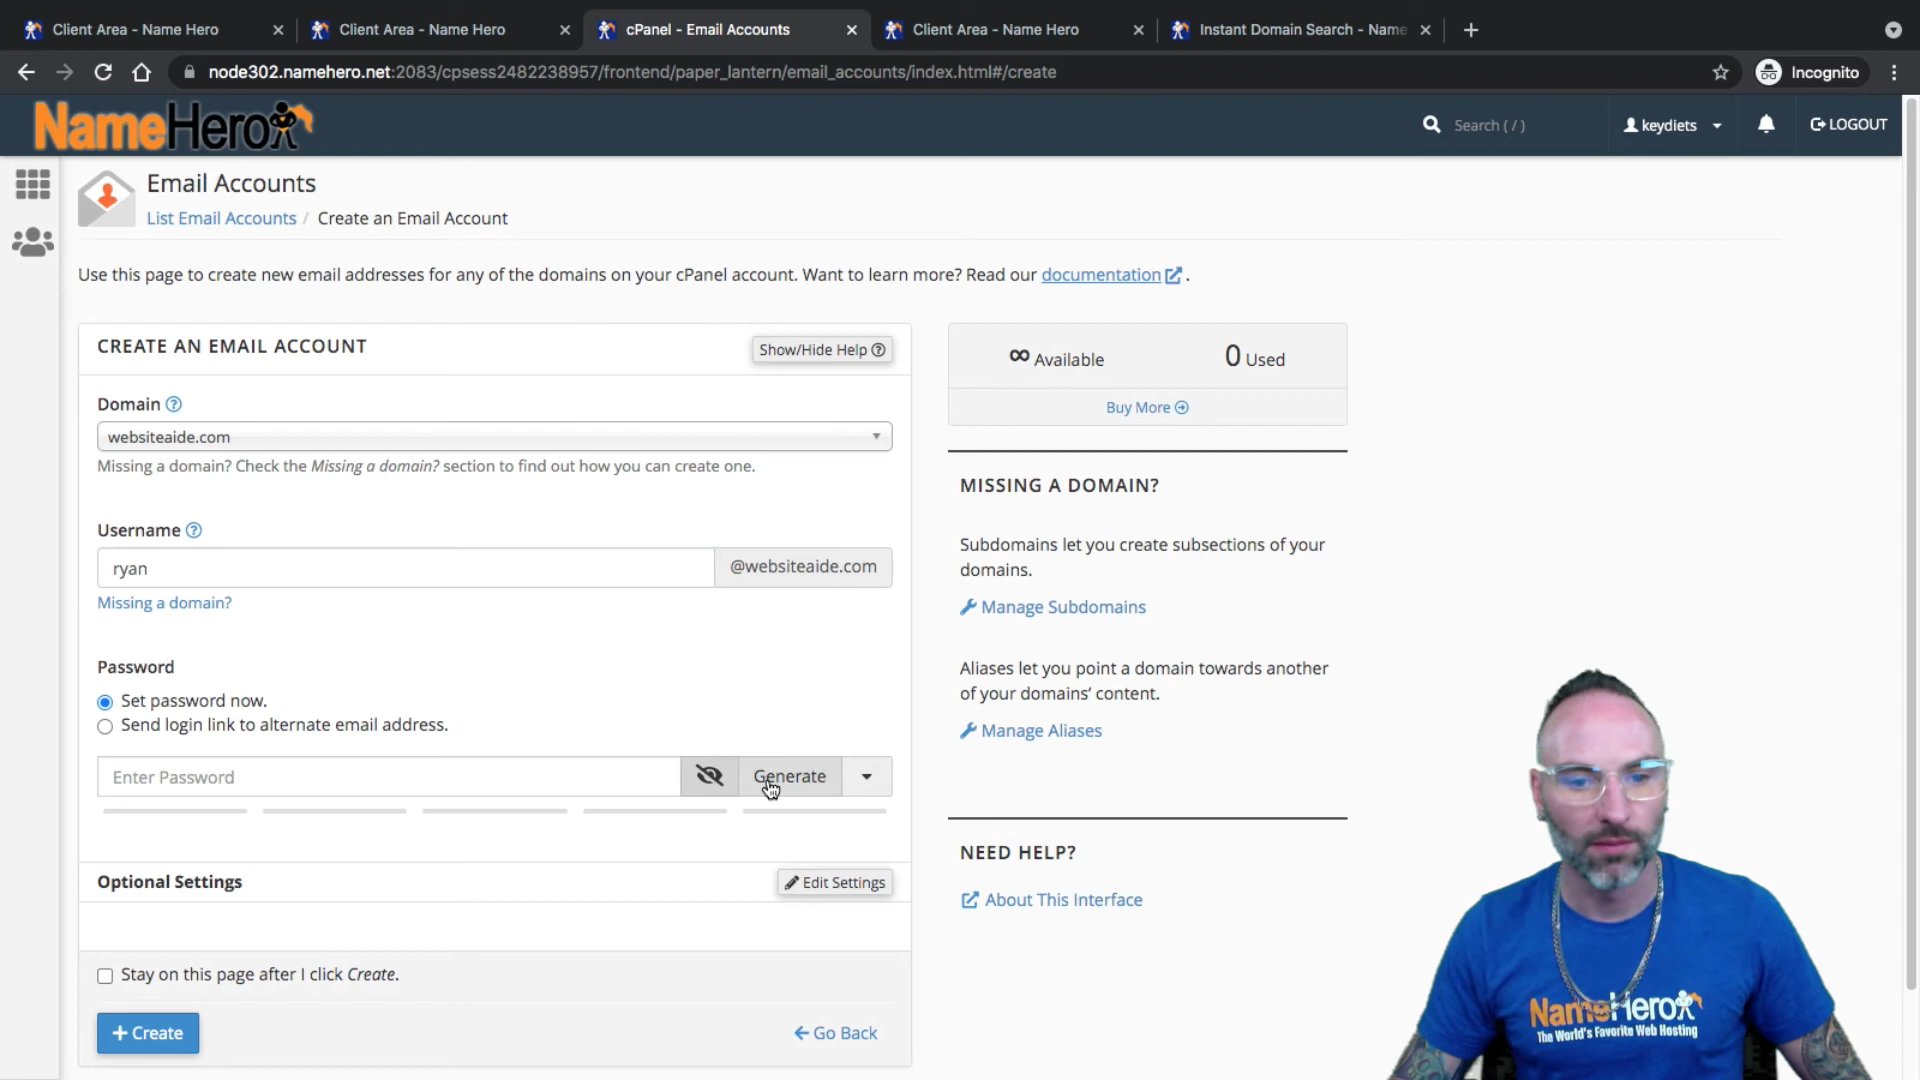 Client Area - Name Hero
Client Area - Name Hero
cPanel - Email Accounts
Client Area - Name Hero
Instant Domain Search - Name
node302.namehero.net:2083/cpsess2482238957/frontend/paper_lantern/email_accounts/index.html#/create
Incognito
NameHero
Search ( / )
keydiets
LOGOUT
Email Accounts
List Email Accounts / Create an Email Account
Use this page to create new email addresses for any of the domains on your cPanel account. Want to learn more? Read our documentation .
CREATE AN EMAIL ACCOUNT
Show/Hide Help
Domain
websiteaide.com
Missing a domain? Check the Missing a domain? section to find out how you can create one.
Username
ryan
@websiteaide.com
Missing a domain?
Password
Set password now.
Send login link to alternate email address.
Enter Password
Generate
Optional Settings
Edit Settings
Stay on this page after I click Create.
+ Create
Go Back
∞ Available
0 Used
Buy More
MISSING A DOMAIN?
Subdomains let you create subsections of your
domains.
Manage Subdomains
Aliases let you point a domain towards another
of your domains’ content.
Manage Aliases
NEED HELP?
About This Interface
NameHero
The World's Favorite Web Hosting